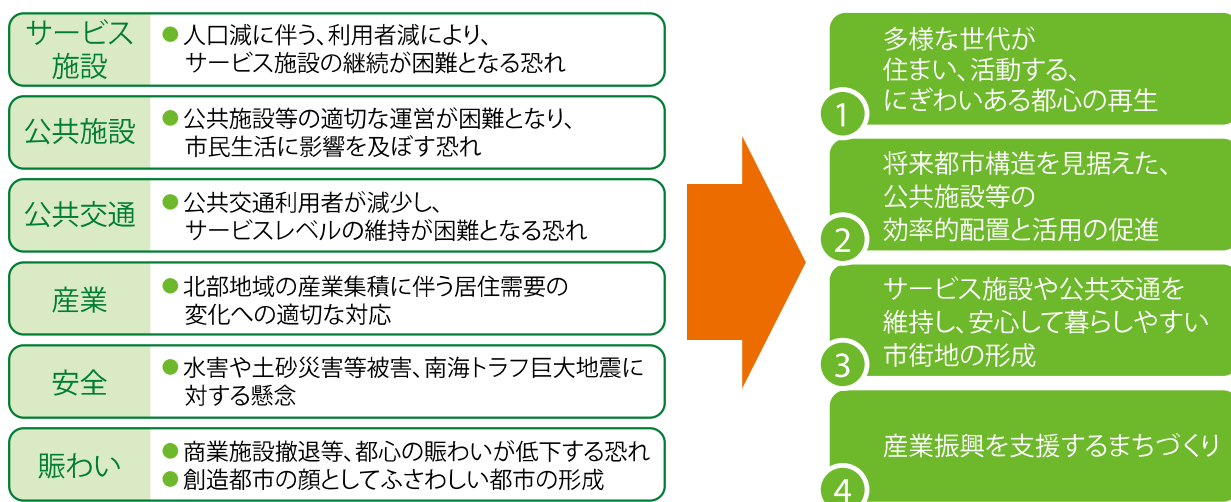 サービス
施設
●人口減に伴う、利用者減により、
サービス施設の継続が困難となる恐れ
公共施設
●公共施設等の適切な運営が困難となり、
市民生活に影響を及ぼす恐れ
公共交通
●公共交通利用者が減少し、
サービスレベルの維持が困難となる恐れ
産業
●北部地域の産業集積に伴う居住需要の
変化への適切な対応
安全
●水害や土砂災害等被害、南海トラフ巨大地震に
対する懸念
賑わい
●商業施設撤退等、都心の賑わいが低下する恐れ
●創造都市の顔としてふさわしい都市の形成
1
多様な世代が
住まい、活動する、
にぎわいある都心の再生
2
将来都市構造を見据えた、
公共施設等の
効率的配置と活用の促進
3
サービス施設や公共交通を
維持し、安心して暮らしやすい
市街地の形成
4
産業振興を支援するまちづくり